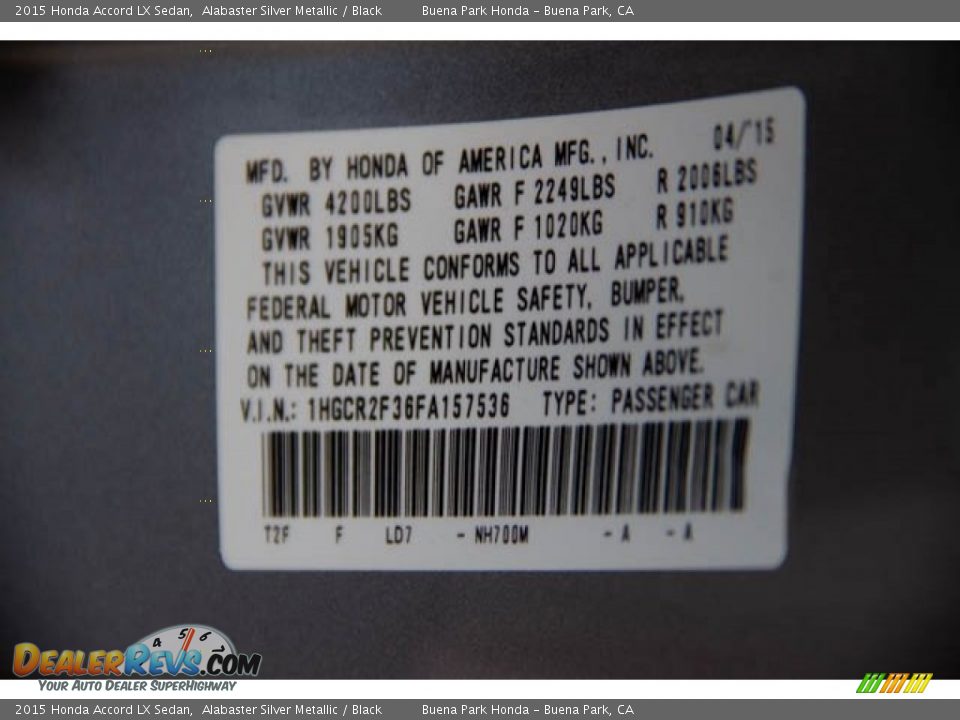 2015 Honda Accord LX Sedan, Alabaster Silver Metallic / Black Buena Park Honda - Buena Park, CA
04/15
MFD. BY HONDA OF AMERICA MFG., INC.
GVWR 4200LBS GAWR F 2249LBS R 2006LBS
GVWR 1905KG GAWR F 1020KG R 910KG
THIS VEHICLE CONFORMS TO ALL APPLICABLE
FEDERAL MOTOR VEHICLE SAFETY, BUMPER,
AND THEFT PREVENTION STANDARDS IN EFFECT
ON THE DATE OF MANUFACTURE SHOWN ABOVE.
V.I.N.: 1HGCR2F36FA157536 TYPE: PASSENGER CAR
T2F F LD7 - NH700M - A - A
4 5 6
DEALERREVS.COM
YOUR AUTO DEALER SUPERHIGHWAY
2015 Honda Accord LX Sedan, Alabaster Silver Metallic / Black Buena Park Honda - Buena Park, CA